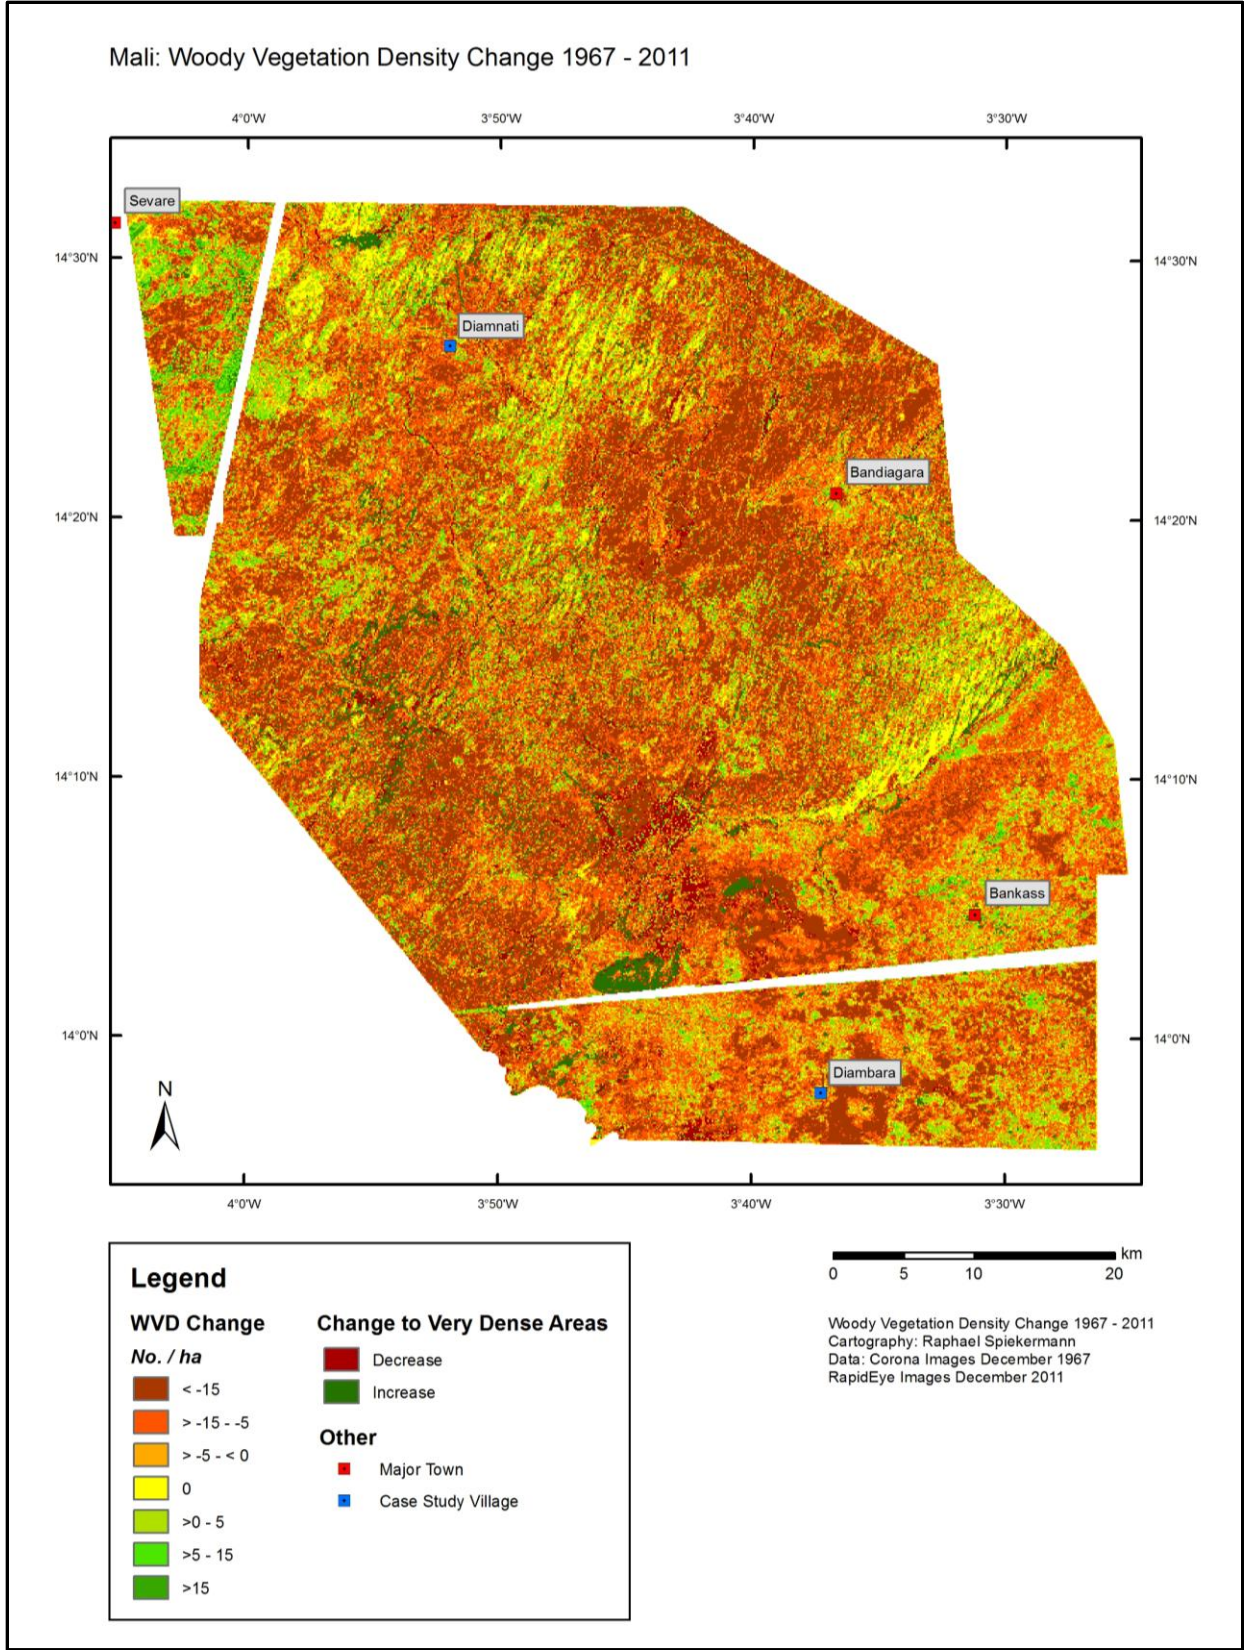 Mali: Woody Vegetation Density Change 1967 - 2011
4°0'W 3°50'W 3°40'W 3°30'W
Sevare
14°30'N 14°30'N
Diamnati
Bandiagara
14°20'N 14°20'N
14°10'N 14°10'N
Bankass
14°0'N 14°0'N
Diambara
N
4°0'W 3°50'W 3°40'W 3°30'W
Legend
WVD Change
No. / ha
< -15
> -15 - -5
> -5 - < 0
0
>0 - 5
>5 - 15
>15
Change to Very Dense Areas
Decrease
Increase
Other
Major Town
Case Study Village
km
0 5 10 20
Woody Vegetation Density Change 1967 - 2011
Cartography: Raphael Spiekermann
Data: Corona Images December 1967
RapidEye Images December 2011